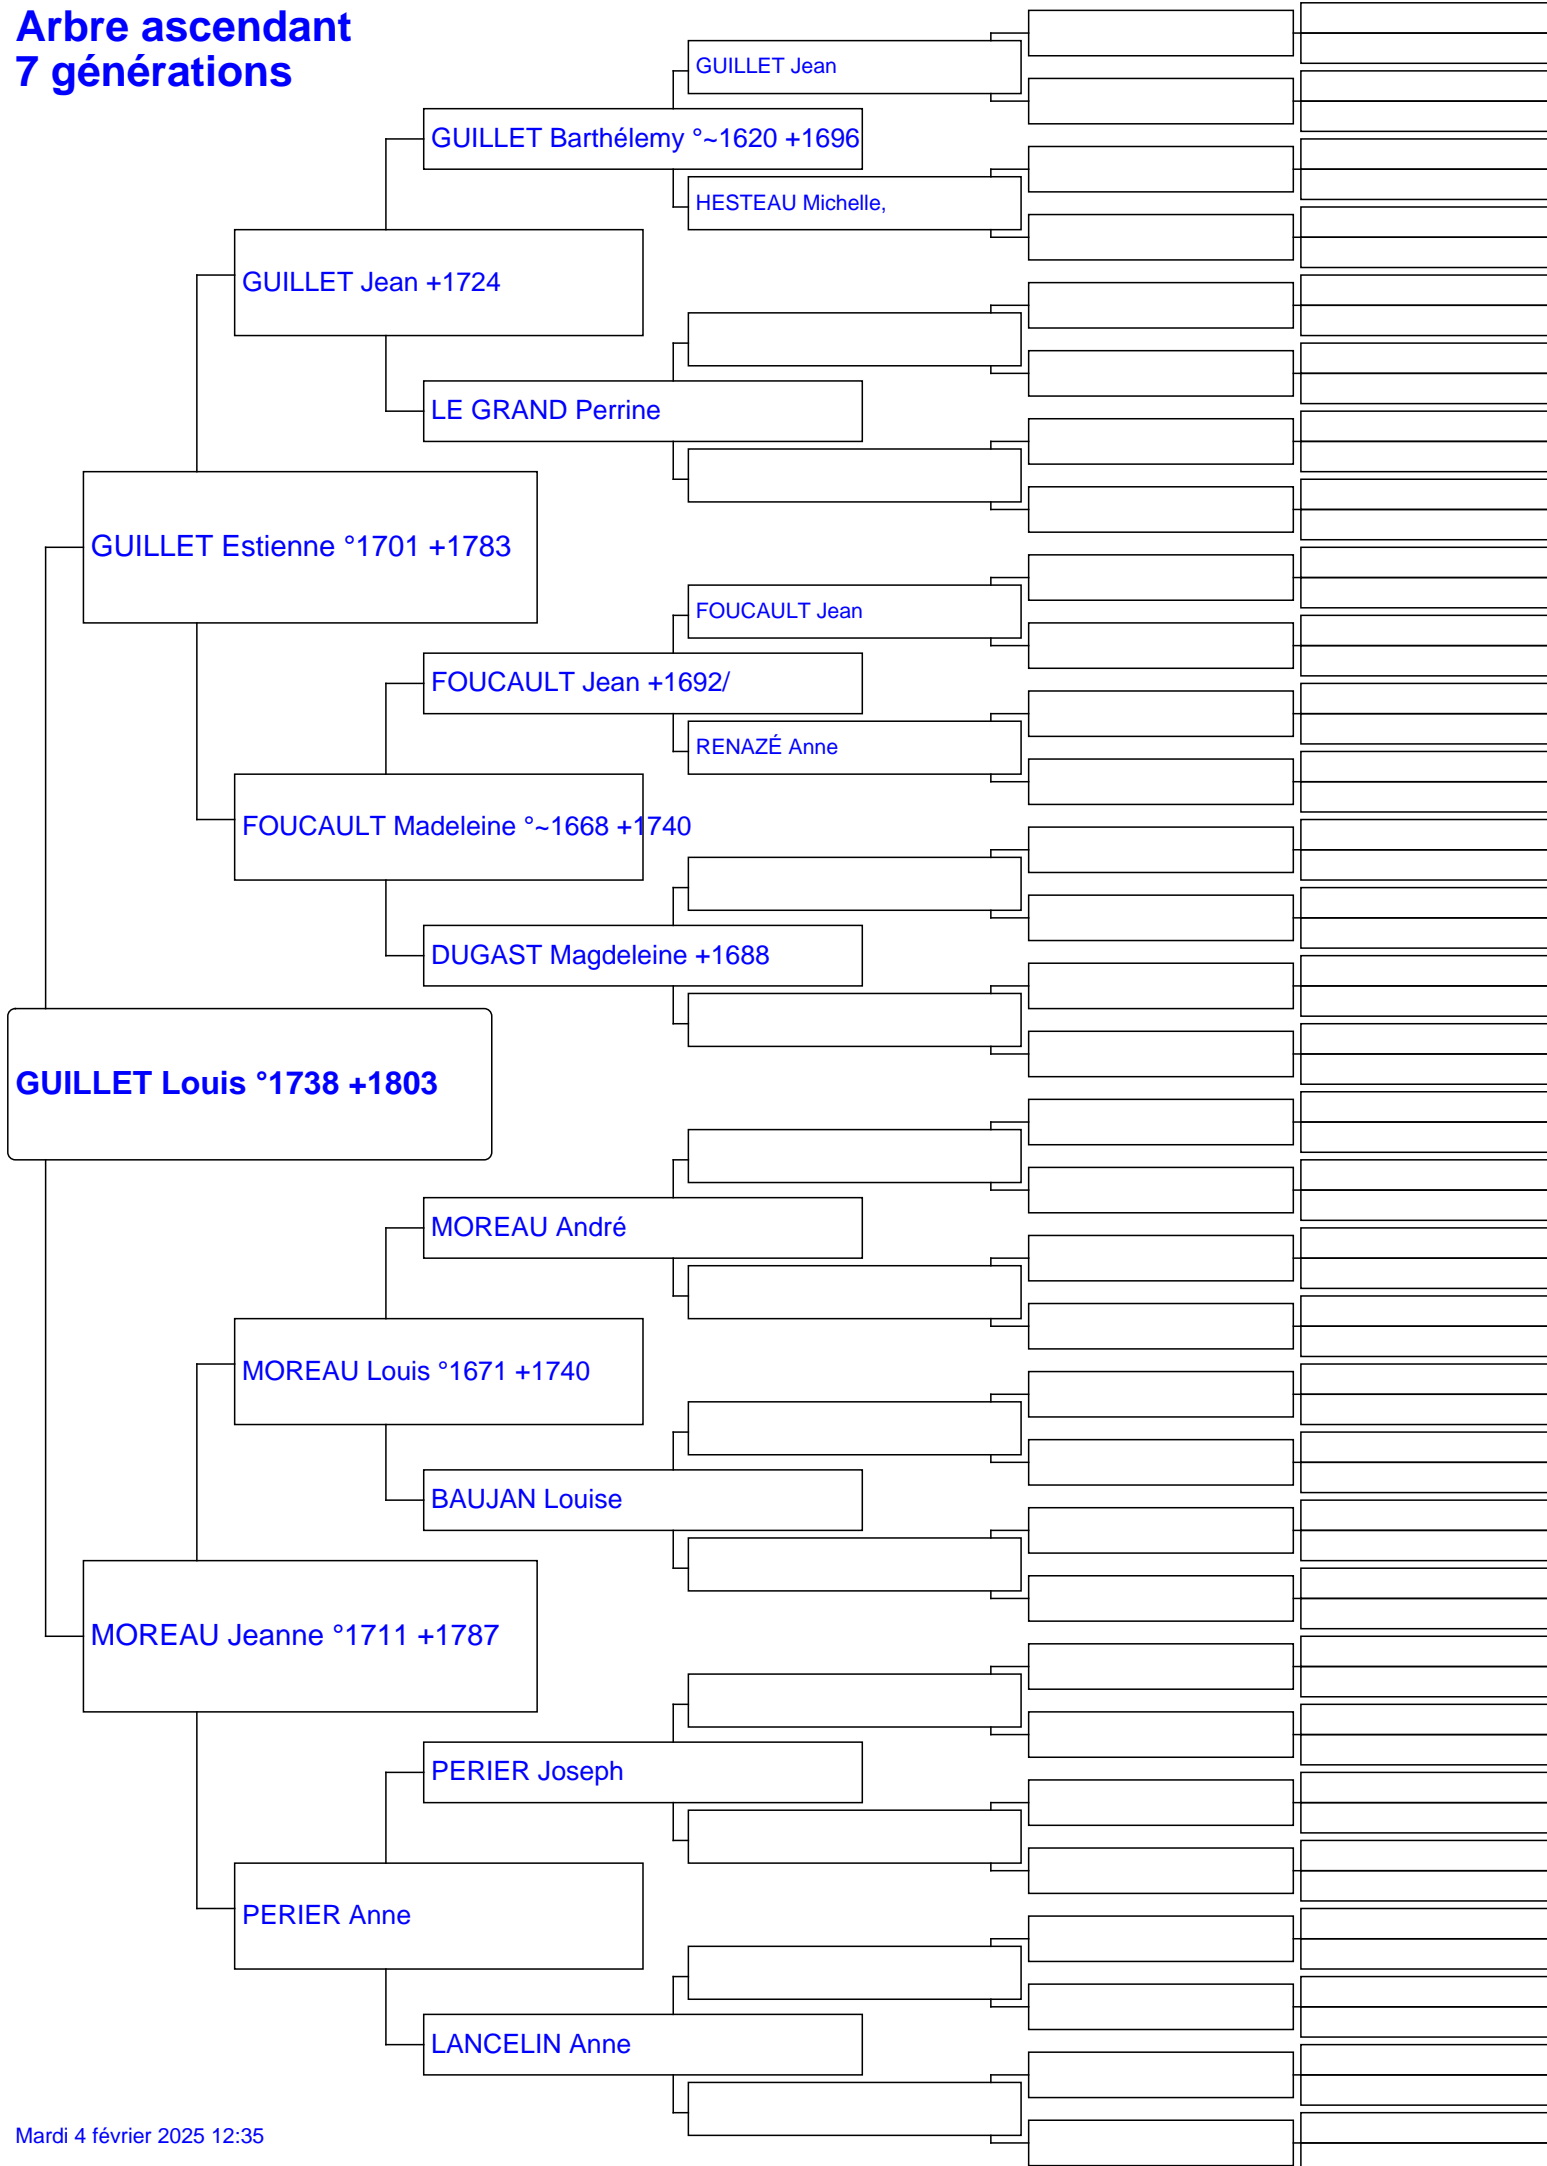 Arbre ascendant
7 générations
GUILLET Jean
GUILLET Barthélemy °~1620 +1696
HESTEAU Michelle,
GUILLET Jean +1724
LE GRAND Perrine
GUILLET Estienne °1701 +1783
FOUCAULT Jean
FOUCAULT Jean +1692/
RENAZÉ Anne
FOUCAULT Madeleine °~1668 +1740
DUGAST Magdeleine +1688
GUILLET Louis °1738 +1803
MOREAU André
MOREAU Louis °1671 +1740
BAUJAN Louise
MOREAU Jeanne °1711 +1787
PERIER Joseph
PERIER Anne
LANCELIN Anne
Mardi 4 février 2025 12:35